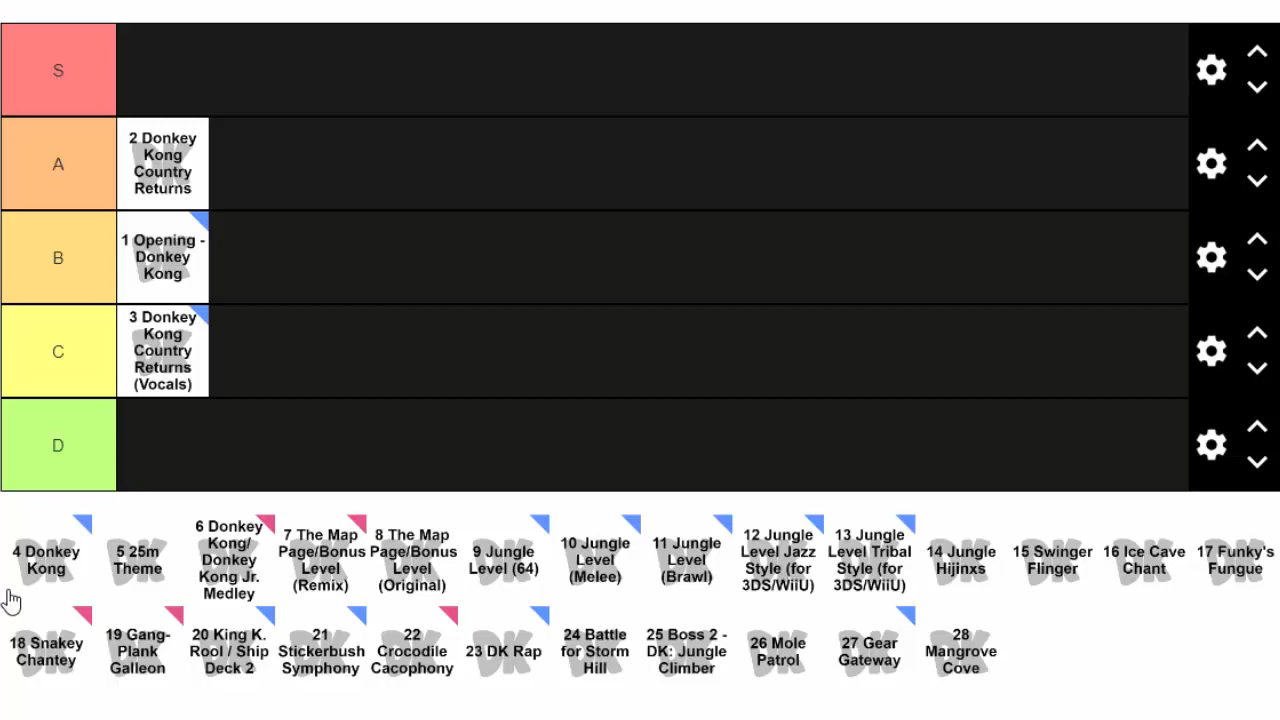 S
A
2 Donkey
Kong
Country
Returns
B
1 Opening -
Donkey
Kong
C
3 Donkey
Kong
Country
Returns
(Vocals)
D
4 Donkey
Kong
5 25m
Theme
6 Donkey
Kong/
Donkey
Kong Jr.
Medley
7 The Map
Page/Bonus
Level
(Remix)
8 The Map
Page/Bonus
Level
(Original)
9 Jungle
Level (64)
10 Jungle
Level
(Melee)
11 Jungle
Level
(Brawl)
12 Jungle
Level Jazz
Style (for
3DS/WiiU)
13 Jungle
Level Tribal
Style (for
3DS/WiiU)
14 Jungle
Hijinxs
15 Swinger
Flinger
16 Ice Cave
Chant
17 Funky's
Fungue
18 Snakey
Chantey
19 Gang-
Plank
Galleon
20 King K.
Rool / Ship
Deck 2
21
Stickerbush
Symphony
22
Crocodile
Cacophony
23 DK Rap
24 Battle
for Storm
Hill
25 Boss 2 -
DK: Jungle
Climber
26 Mole
Patrol
27 Gear
Gateway
28
Mangrove
Cove